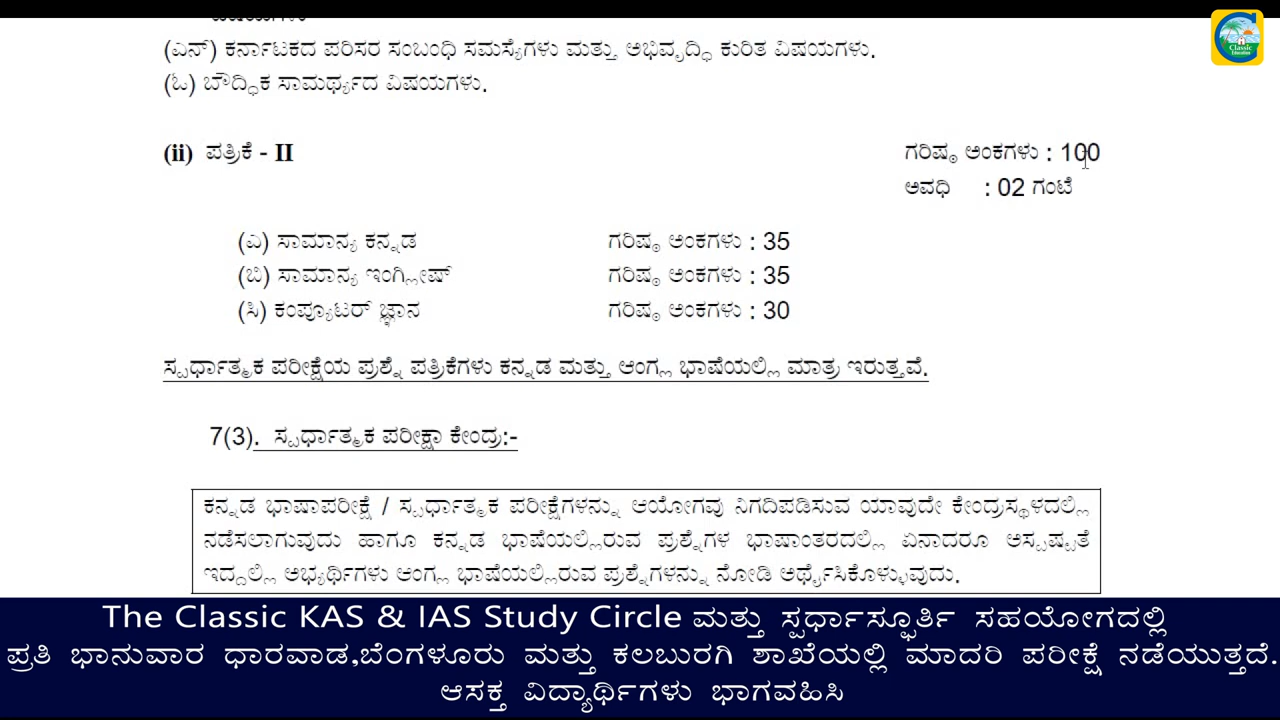 Classic
Education
(ಎನ್) ಕರ್ನಾಟಕದ ಪರಿಸರ ಸಂಬಂಧಿ ಸಮಸ್ಯೆಗಳು ಮತ್ತು ಅಭಿವೃದ್ಧಿ ಕುರಿತ ವಿಷಯಗಳು.
(ಓ) ಬೌದ್ಧಿಕ ಸಾಮರ್ಥ್ಯದ ವಿಷಯಗಳು.
(ii) ಪತ್ರಿಕೆ - II ಗರಿಷ್ಠ ಅಂಕಗಳು : 100
ಅವಧಿ : 02 ಗಂಟೆ
(ಎ) ಸಾಮಾನ್ಯ ಕನ್ನಡ ಗರಿಷ್ಠ ಅಂಕಗಳು : 35
(ಬಿ) ಸಾಮಾನ್ಯ ಇಂಗ್ಲೀಷ್ ಗರಿಷ್ಠ ಅಂಕಗಳು : 35
(ಸಿ) ಕಂಪ್ಯೂಟರ್ ಜ್ಞಾನ ಗರಿಷ್ಠ ಅಂಕಗಳು : 30
ಸ್ಪರ್ಧಾತ್ಮಕ ಪರೀಕ್ಷೆಯ ಪ್ರಶ್ನೆ ಪತ್ರಿಕೆಗಳು ಕನ್ನಡ ಮತ್ತು ಆಂಗ್ಲ ಭಾಷೆಯಲ್ಲಿ ಮಾತ್ರ ಇರುತ್ತವೆ.
7(3). ಸ್ಪರ್ಧಾತ್ಮಕ ಪರೀಕ್ಷಾ ಕೇಂದ್ರ:-
ಕನ್ನಡ ಭಾಷಾಪರೀಕ್ಷೆ / ಸ್ಪರ್ಧಾತ್ಮಕ ಪರೀಕ್ಷೆಗಳನ್ನು ಆಯೋಗವು ನಿಗದಿಪಡಿಸುವ ಯಾವುದೇ ಕೇಂದ್ರಸ್ಥಳದಲ್ಲಿ
ನಡೆಸಲಾಗುವುದು ಹಾಗೂ ಕನ್ನಡ ಭಾಷೆಯಲ್ಲಿರುವ ಪ್ರಶ್ನೆಗಳ ಭಾಷಾಂತರದಲ್ಲಿ ಏನಾದರೂ ಅಸ್ಪಷ್ಟತೆ
ಇದ್ದಲ್ಲಿ ಅಭ್ಯರ್ಥಿಗಳು ಆಂಗ್ಲ ಭಾಷೆಯಲ್ಲಿರುವ ಪ್ರಶ್ನೆಗಳನ್ನು ನೋಡಿ ಅರ್ಥೈಸಿಕೊಳ್ಳುವುದು.
The Classic KAS & IAS Study Circle ಮತ್ತು ಸ್ಪರ್ಧಾಸ್ಫೂರ್ತಿ ಸಹಯೋಗದಲ್ಲಿ
ಪ್ರತಿ ಭಾನುವಾರ ಧಾರವಾಡ,ಬೆಂಗಳೂರು ಮತ್ತು ಕಲಬುರಗಿ ಶಾಖೆಯಲ್ಲಿ ಮಾದರಿ ಪರೀಕ್ಷೆ ನಡೆಯುತ್ತದೆ.
ಆಸಕ್ತ ವಿದ್ಯಾರ್ಥಿಗಳು ಭಾಗವಹಿಸಿ